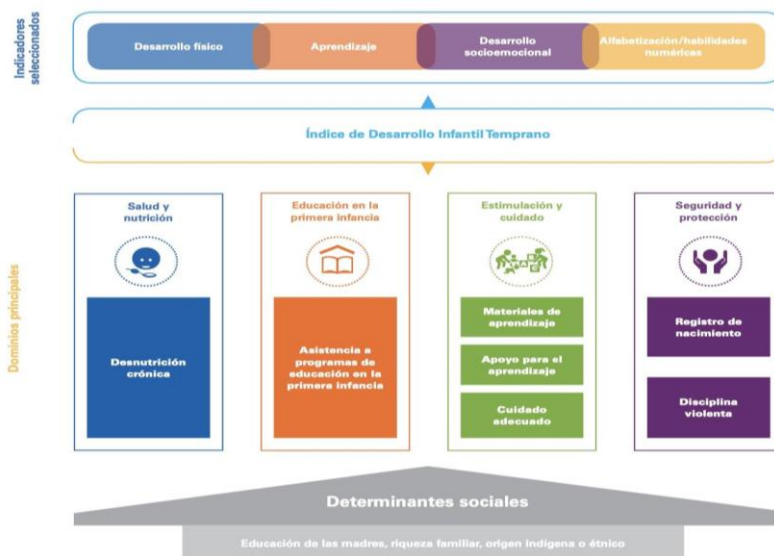 Indicadores
seleccionados
Desarrollo físico
Aprendizaje
Desarrollo
socioemocional
Alfabetización/habilidades
numéricas
Índice de Desarrollo Infantil Temprano
Dominios principales
Salud y
nutrición
Desnutrición
crónica
Educación en la
primera infancia
Asistencia a
programas de
educación en la
primera infancia
Estimulación y
cuidado
Materiales de
aprendizaje
Apoyo para el
aprendizaje
Cuidado
adecuado
Seguridad y
protección
Registro de
nacimiento
Disciplina
violenta
Determinantes sociales
Educación de las madres, riqueza familiar, origen indígena o étnico